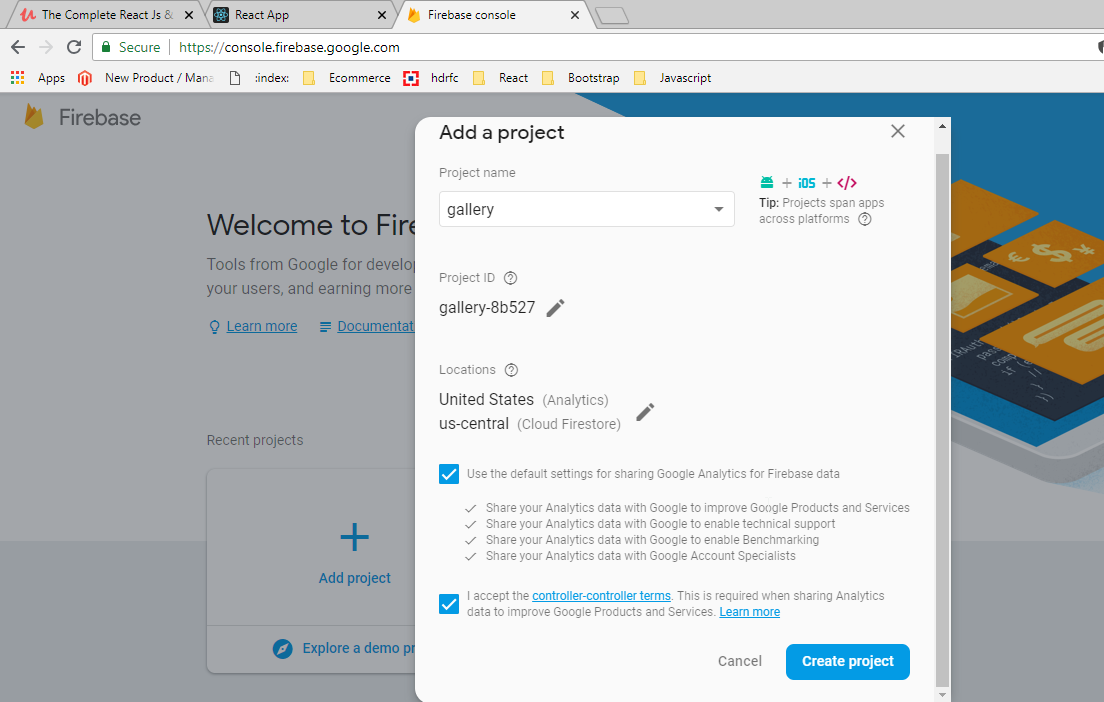 The Complete React Js &
React App
Firebase console
Secure
https://console.firebase.google.com
Apps
New Product / Mana
:index:
Ecommerce
hdrfc
React
Bootstrap
Javascript
Firebase
Welcome to Fire
Tools from Google for develop
your users, and earning more
Learn more
Documentat
Recent projects
Add project
Explore a demo pr
Add a project
Project name
gallery
+ iOS + </>
Tip: Projects span apps
across platforms
Project ID
gallery-8b527
Locations
United States (Analytics)
us-central (Cloud Firestore)
Use the default settings for sharing Google Analytics for Firebase data
Share your Analytics data with Google to improve Google Products and Services
Share your Analytics data with Google to enable technical support
Share your Analytics data with Google to enable Benchmarking
Share your Analytics data with Google Account Specialists
I accept the controller-controller terms. This is required when sharing Analytics
data to improve Google Products and Services. Learn more
Cancel
Create project